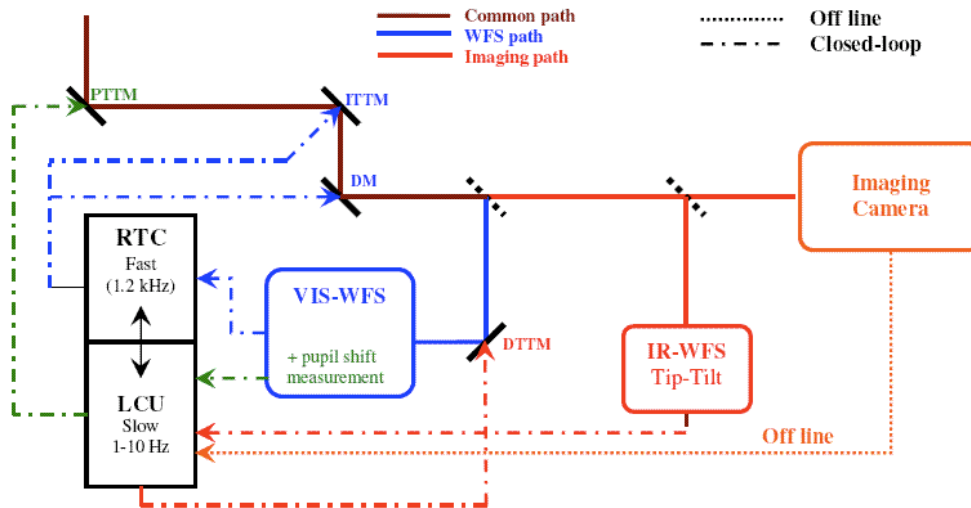 Common path
WFS path
Imaging path
Off line
Closed-loop
PTTM
ITTM
DM
Imaging
Camera
RTC
Fast
(1.2 kHz)
VIS-WFS
+ pupil shift
measurement
DTTM
IR-WFS
Tip-Tilt
LCU
Slow
1-10 Hz
Off line